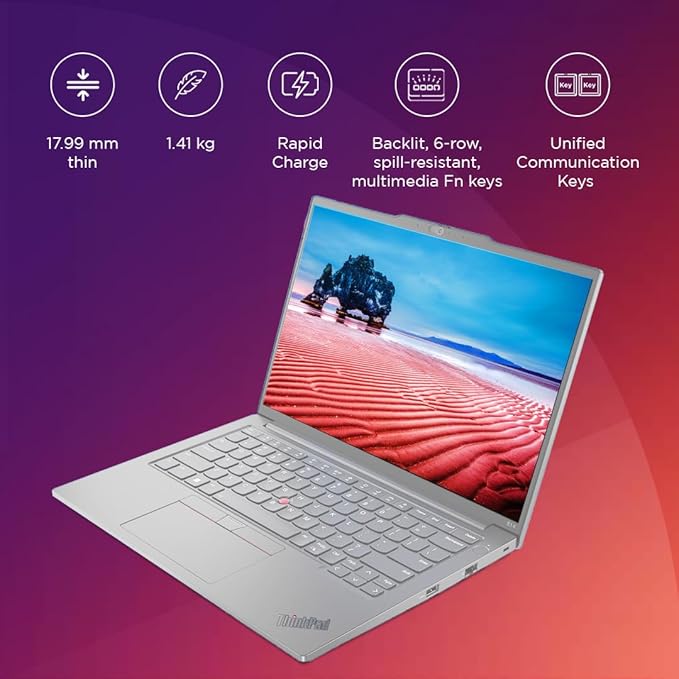 Key Key
17.99 mm
thin
1.41 kg
Rapid
Charge
Backlit, 6-row,
spill-resistant,
multimedia Fn keys
Unified
Communication
Keys
E14
ThinkPad